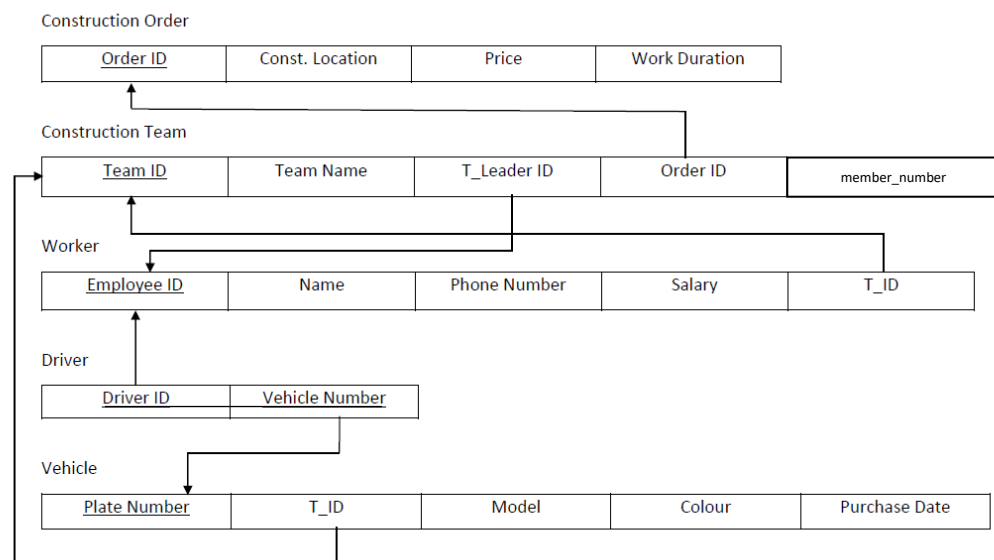 Construction Order
Order ID Const. Location Price Work Duration
Construction Team
Team ID Team Name T_Leader ID Order ID member_number
Worker
Employee ID Name Phone Number Salary T_ID
Driver
Driver ID Vehicle Number
Vehicle
Plate Number T_ID Model Colour Purchase Date